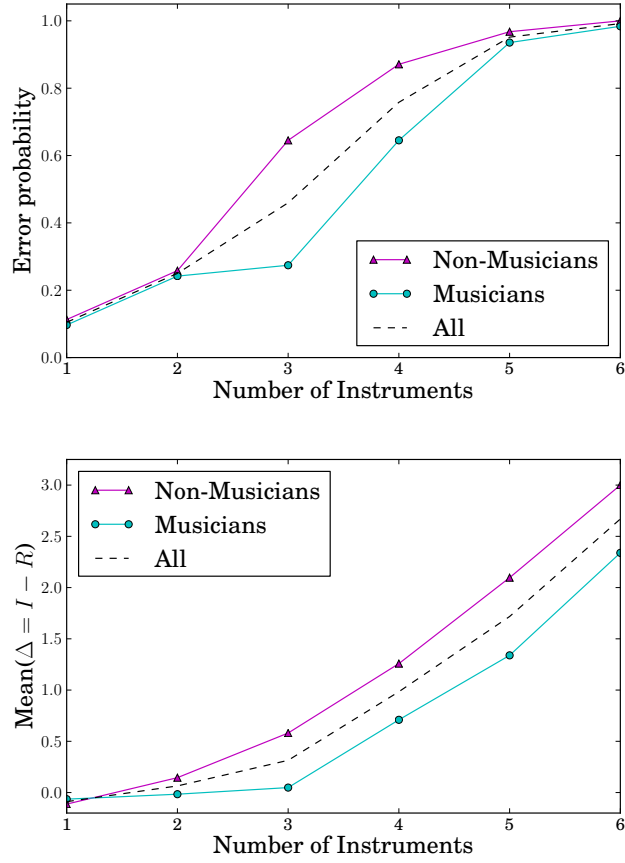 1.0
0.8
0.6
0.4
0.2
0.0
Error probability
Non-Musicians
Musicians
All
1 2 3 4 5 6
Number of Instruments
3.0
2.5
2.0
1.5
1.0
0.5
0.0
Mean(Δ = I − R)
Non-Musicians
Musicians
All
1 2 3 4 5 6
Number of Instruments